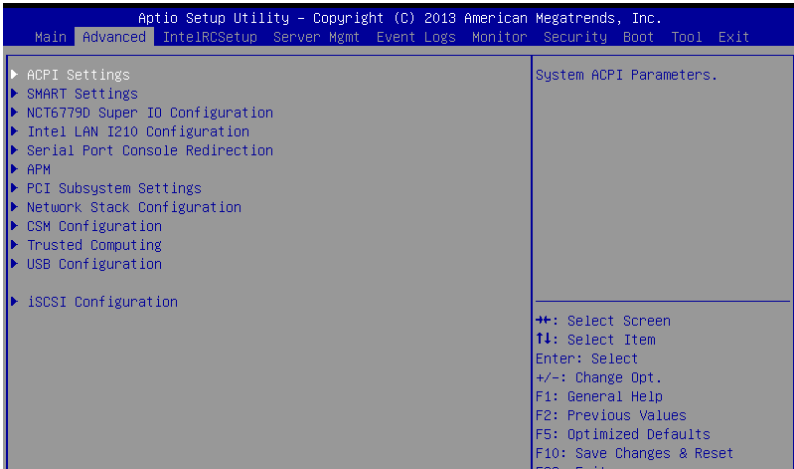 Aptio Setup Utility – Copyright (C) 2013 American Megatrends, Inc.
Main Advanced IntelRCSetup Server Mgmt Event Logs Monitor Security Boot Tool Exit
ACPI Settings
SMART Settings
NCT6779D Super IO Configuration
Intel LAN I210 Configuration
Serial Port Console Redirection
APM
PCI Subsystem Settings
Network Stack Configuration
CSM Configuration
Trusted Computing
USB Configuration
iSCSI Configuration
System ACPI Parameters.
→←: Select Screen
↑↓: Select Item
Enter: Select
+/-: Change Opt.
F1: General Help
F2: Previous Values
F5: Optimized Defaults
F10: Save Changes & Reset